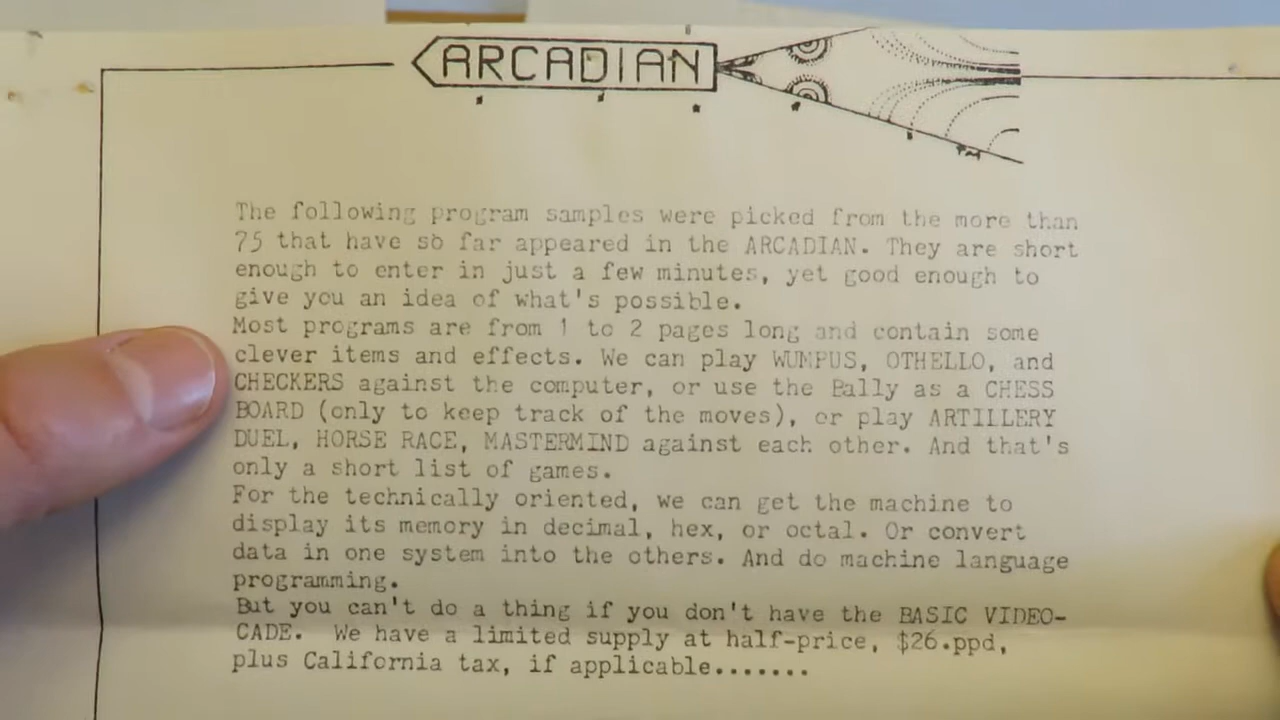 ARCADIAN
TM
The following program samples were picked from the more than
75 that have so far appeared in the ARCADIAN. They are short
enough to enter in just a few minutes, yet good enough to
give you an idea of what's possible.
Most programs are from 1 to 2 pages long and contain some
clever items and effects. We can play WUMPUS, OTHELLO, and
CHECKERS against the computer, or use the Bally as a CHESS
BOARD (only to keep track of the moves), or play ARTILLERY
DUEL, HORSE RACE, MASTERMIND against each other. And that's
only a short list of games.
For the technically oriented, we can get the machine to
display its memory in decimal, hex, or octal. Or convert
data in one system into the others. And do machine language
programming.
But you can't do a thing if you don't have the BASIC VIDEO-
CADE. We have a limited supply at half-price, $26.ppd,
plus California tax, if applicable.......